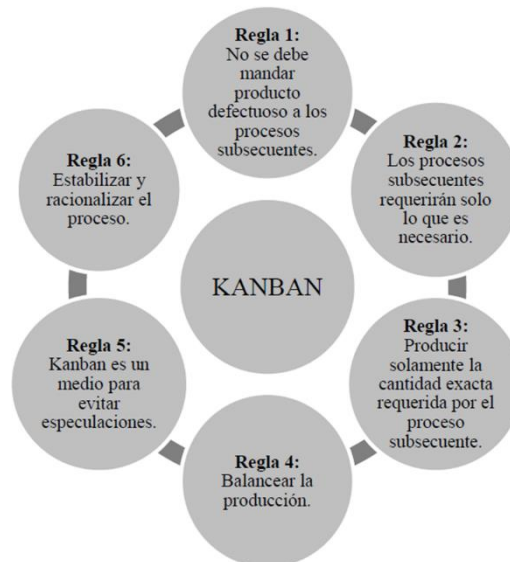 Regla 1:
No se debe
mandar
producto
defectuoso a los
procesos
subsecuentes.
Regla 2:
Los procesos
subsecuentes
requerirán solo
lo que es
necesario.
Regla 3:
Producir
solamente la
cantidad exacta
requerida por el
proceso
subsecuente.
Regla 4:
Balancear la
producción.
Regla 5:
Kanban es un
medio para
evitar
especulaciones.
Regla 6:
Estabilizar y
racionalizar el
proceso.
KANBAN